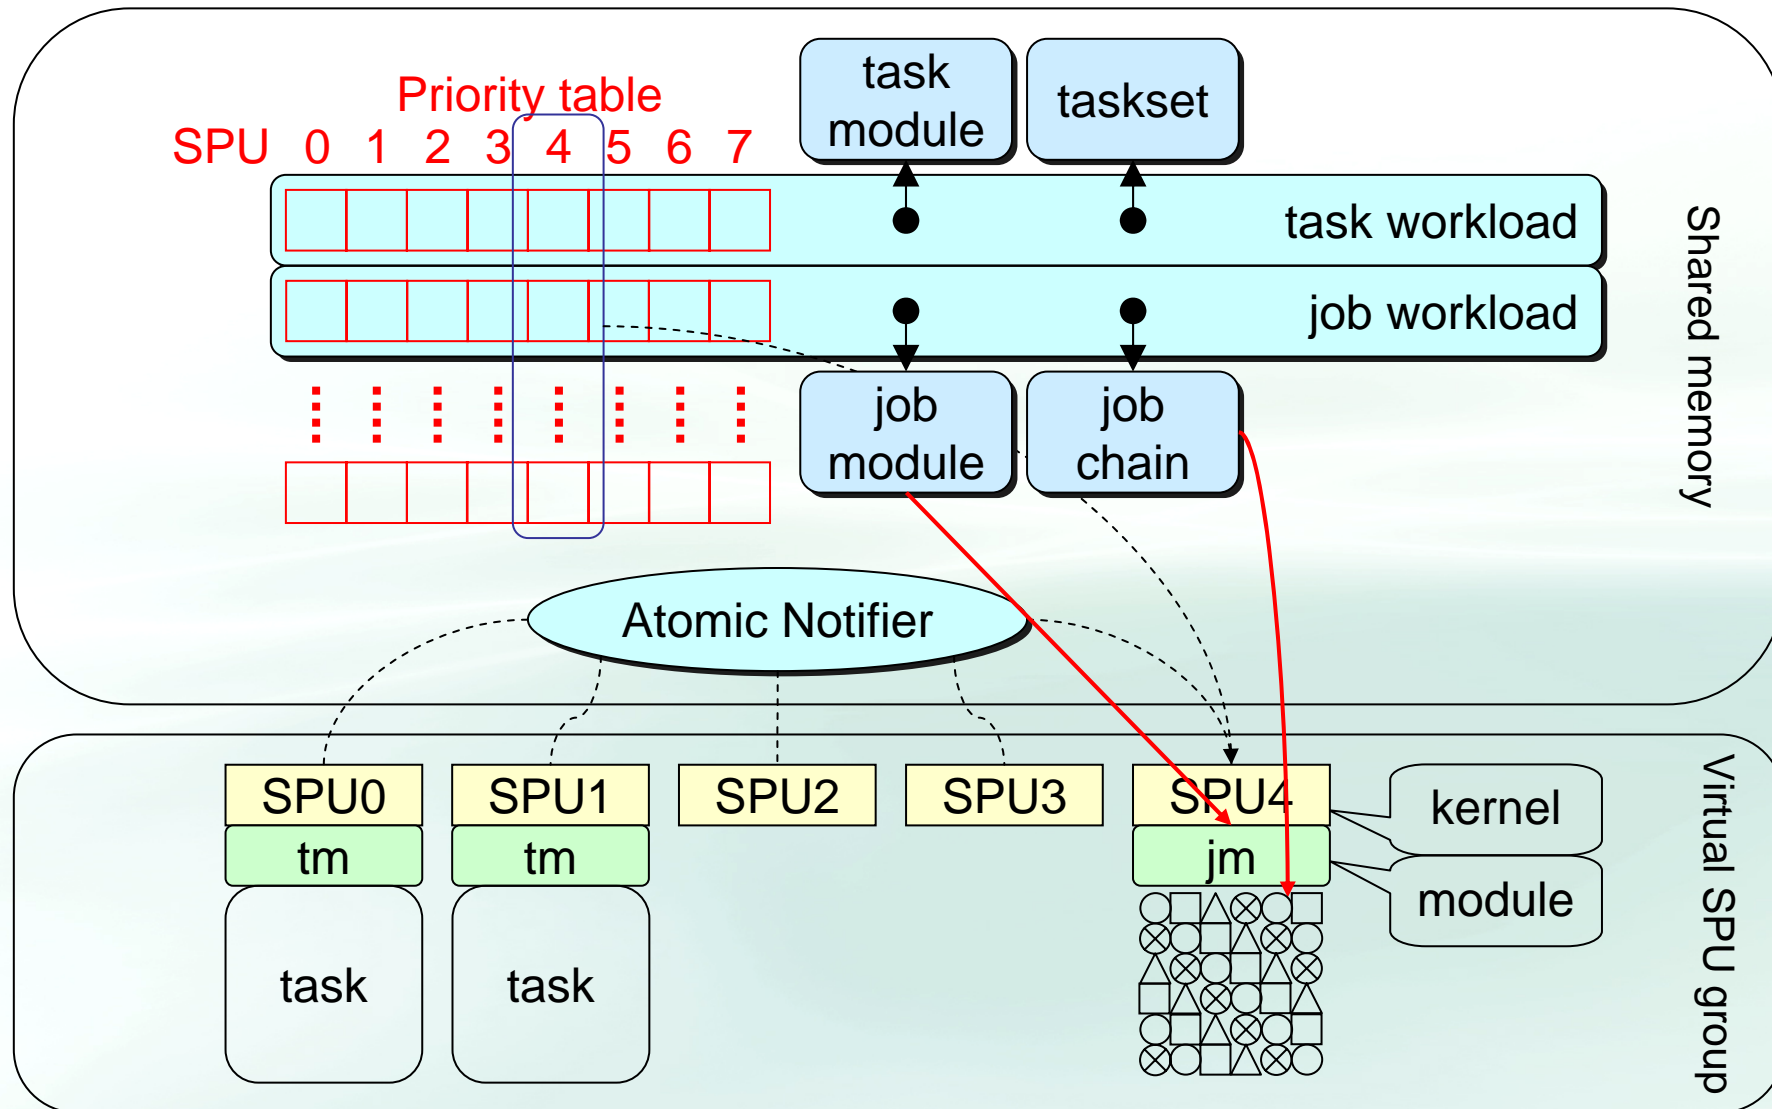 Priority table
SPU 0 1 2 3 4 5 6 7
task
module
taskset
task workload
job workload
job
module
job
chain
Shared memory
Atomic Notifier
SPU0
SPU1
SPU2
SPU3
SPU4
tm
tm
jm
kernel
module
task
task
Virtual SPU group